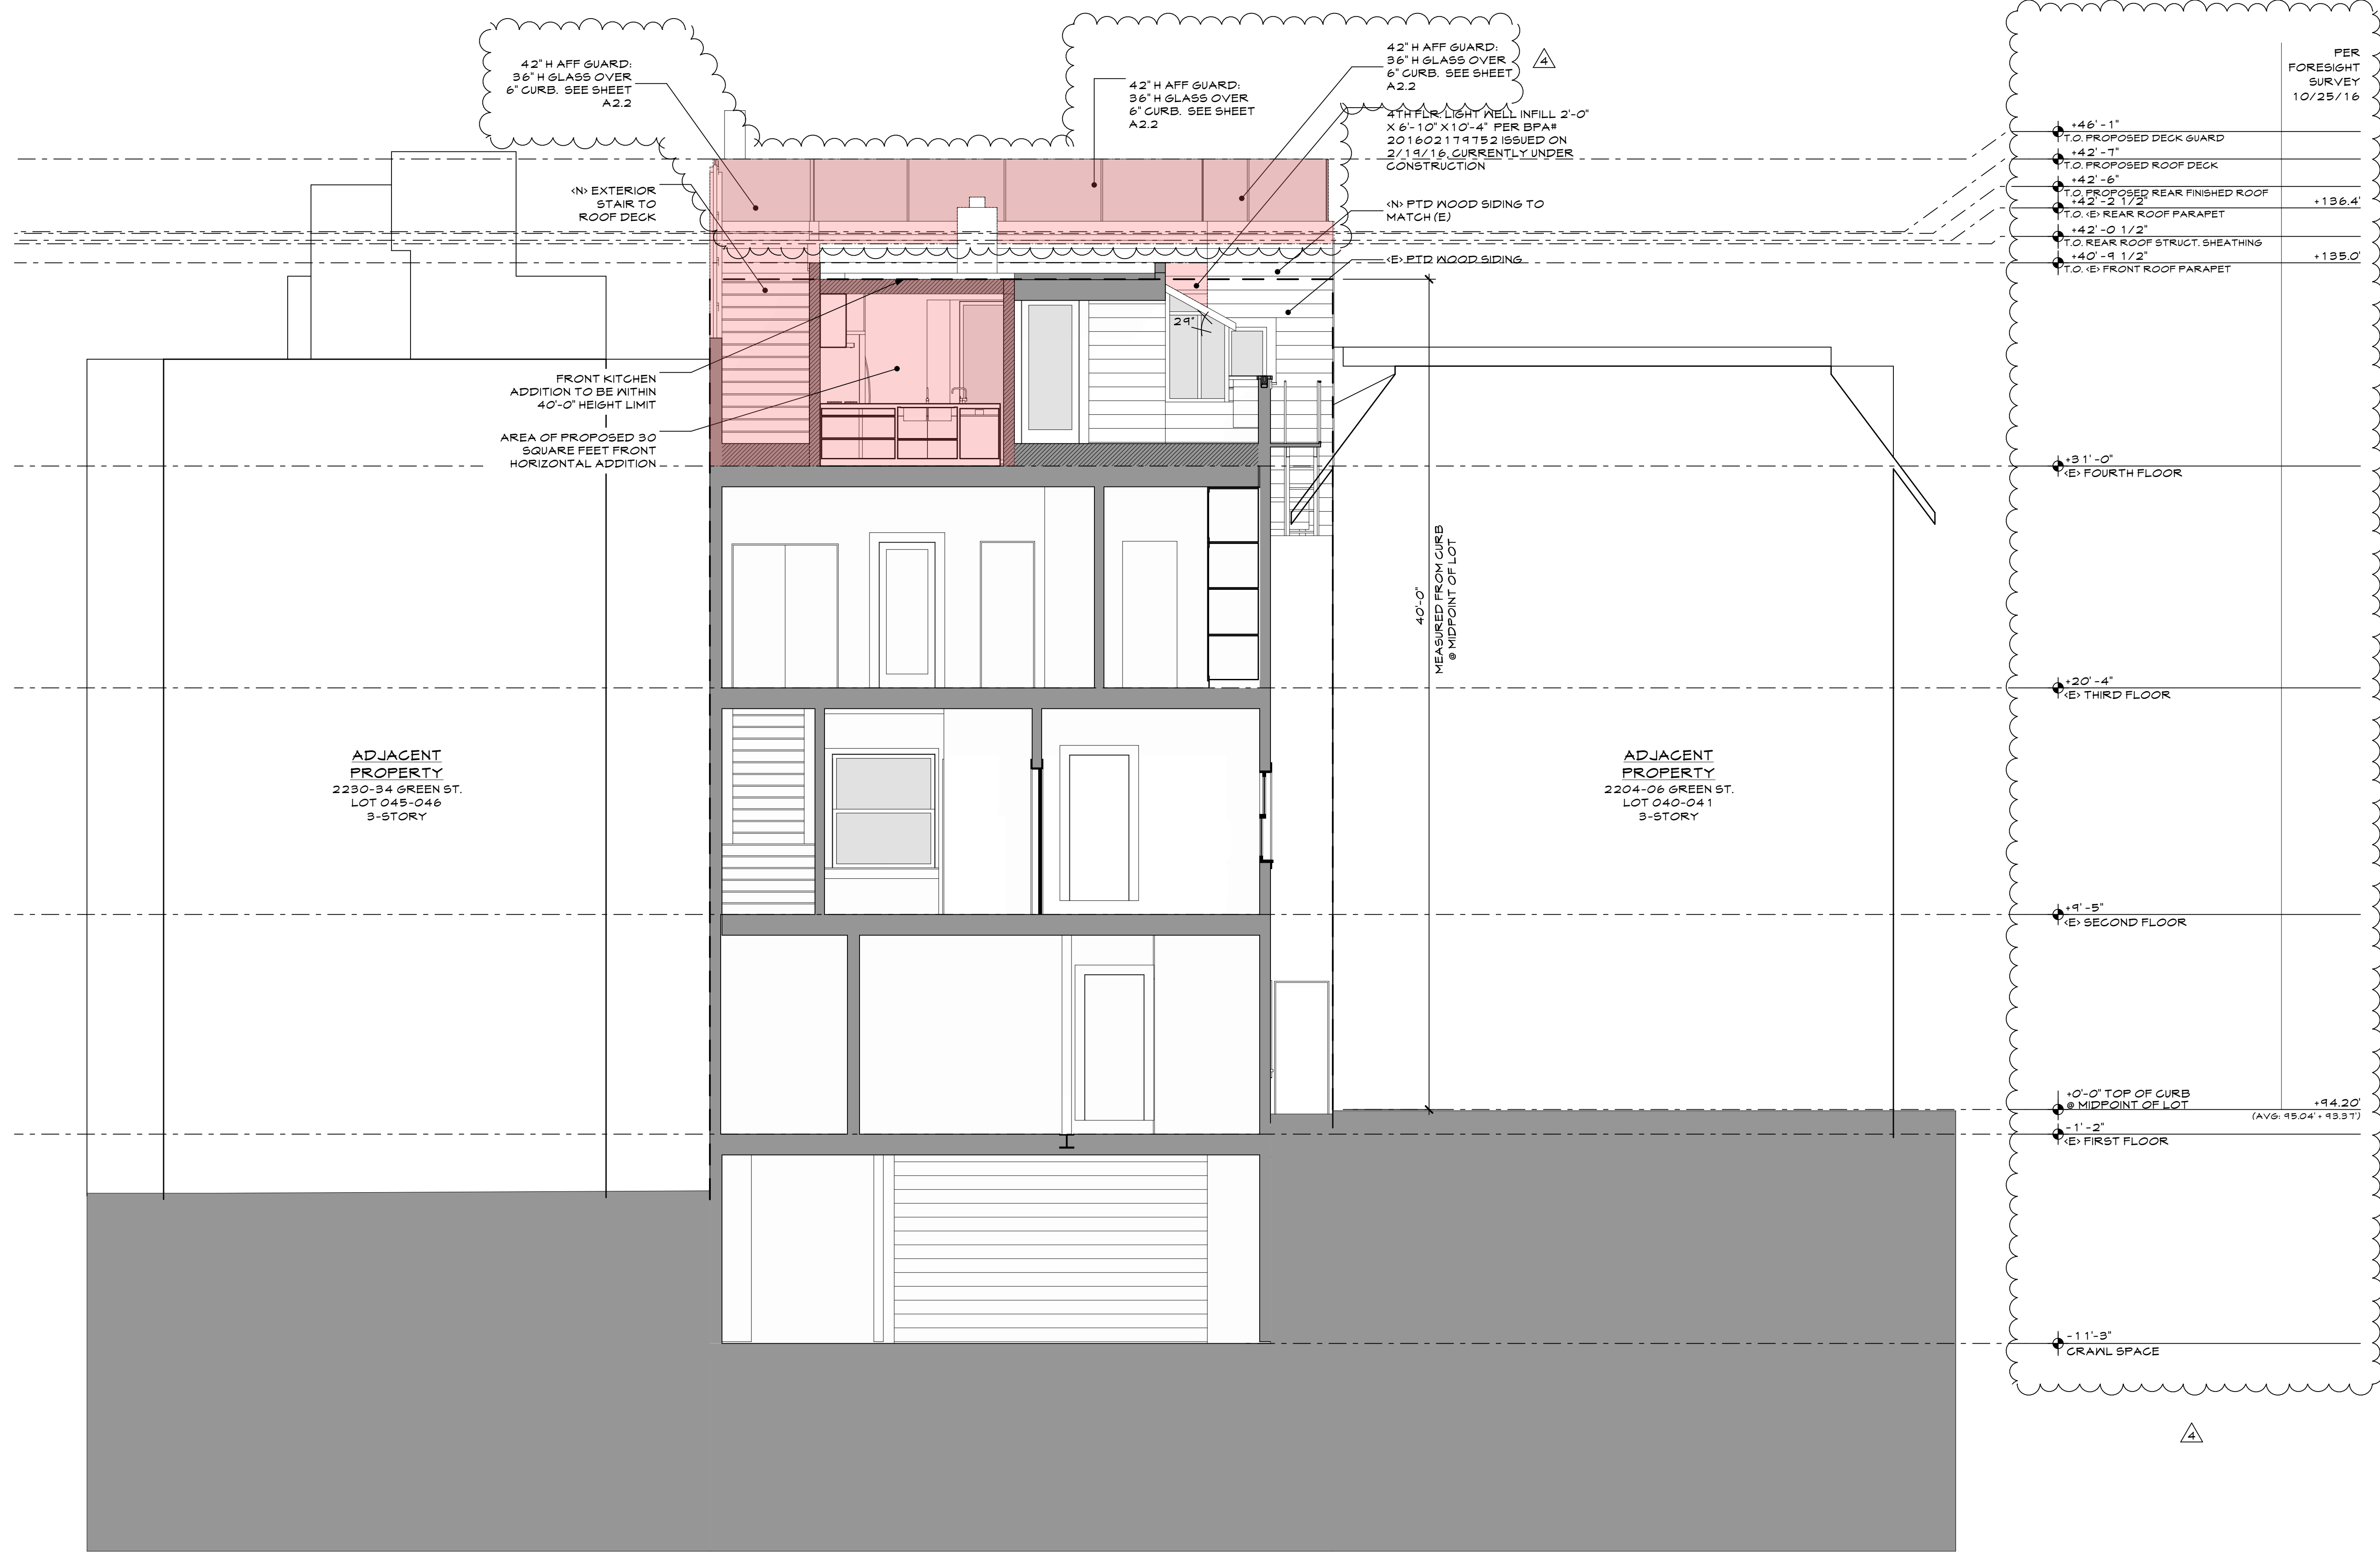 42" H AFF GUARD:
36" H GLASS OVER
6" CURB. SEE SHEET
A2.2
42" H AFF GUARD:
36" H GLASS OVER
6" CURB. SEE SHEET
A2.2
42" H AFF GUARD:
36" H GLASS OVER
6" CURB. SEE SHEET
A2.2
4
4TH FLR. LIGHT WELL INFILL 2'-0"
X 6'-10" X 10'-4" PER BPA#
201602179752 ISSUED ON
2/19/16, CURRENTLY UNDER
CONSTRUCTION
<N> EXTERIOR
STAIR TO
ROOF DECK
<N> PTD WOOD SIDING TO
MATCH (E)
<E> PTD WOOD SIDING
29°
FRONT KITCHEN
ADDITION TO BE WITHIN
40'-0" HEIGHT LIMIT
AREA OF PROPOSED 30
SQUARE FEET FRONT
HORIZONTAL ADDITION
40'-0"
MEASURED FROM CURB
@ MIDPOINT OF LOT
ADJACENT
PROPERTY
2230-34 GREEN ST.
LOT 045-046
3-STORY
ADJACENT
PROPERTY
2204-06 GREEN ST.
LOT 040-041
3-STORY
PER
FORESIGHT
SURVEY
10/25/16
+46'-1"
T.O. PROPOSED DECK GUARD
+42'-7"
T.O. PROPOSED ROOF DECK
+42'-6"
T.O. PROPOSED REAR FINISHED ROOF
+42'-2 1/2" +136.4'
T.O. <E> REAR ROOF PARAPET
+42'-0 1/2"
T.O. REAR ROOF STRUCT. SHEATHING
+40'-9 1/2" +135.0'
T.O. <E> FRONT ROOF PARAPET
+31'-0"
<E> FOURTH FLOOR
+20'-4"
<E> THIRD FLOOR
+9'-5"
<E> SECOND FLOOR
+0'-0" TOP OF CURB
@ MIDPOINT OF LOT +94.20'
(AVG: 95.04' + 93.37')
-1'-2"
<E> FIRST FLOOR
-11'-3"
CRAWL SPACE
4